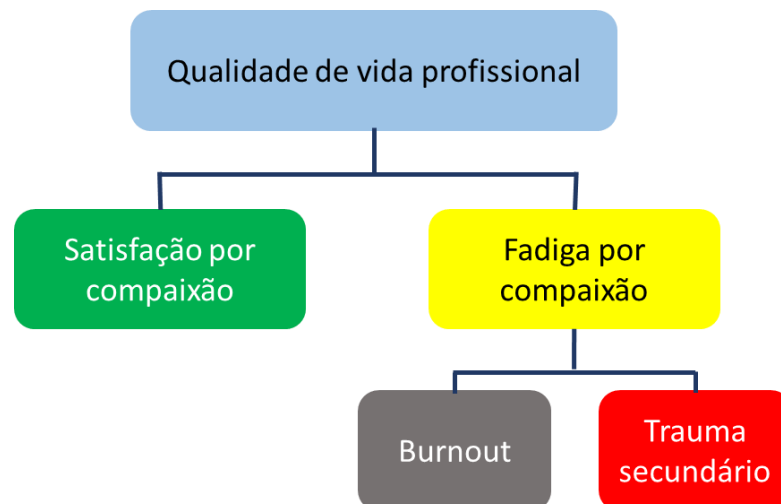 Qualidade de vida profissional
Satisfação por
compaixão
Fadiga por
compaixão
Burnout
Trauma
secundário